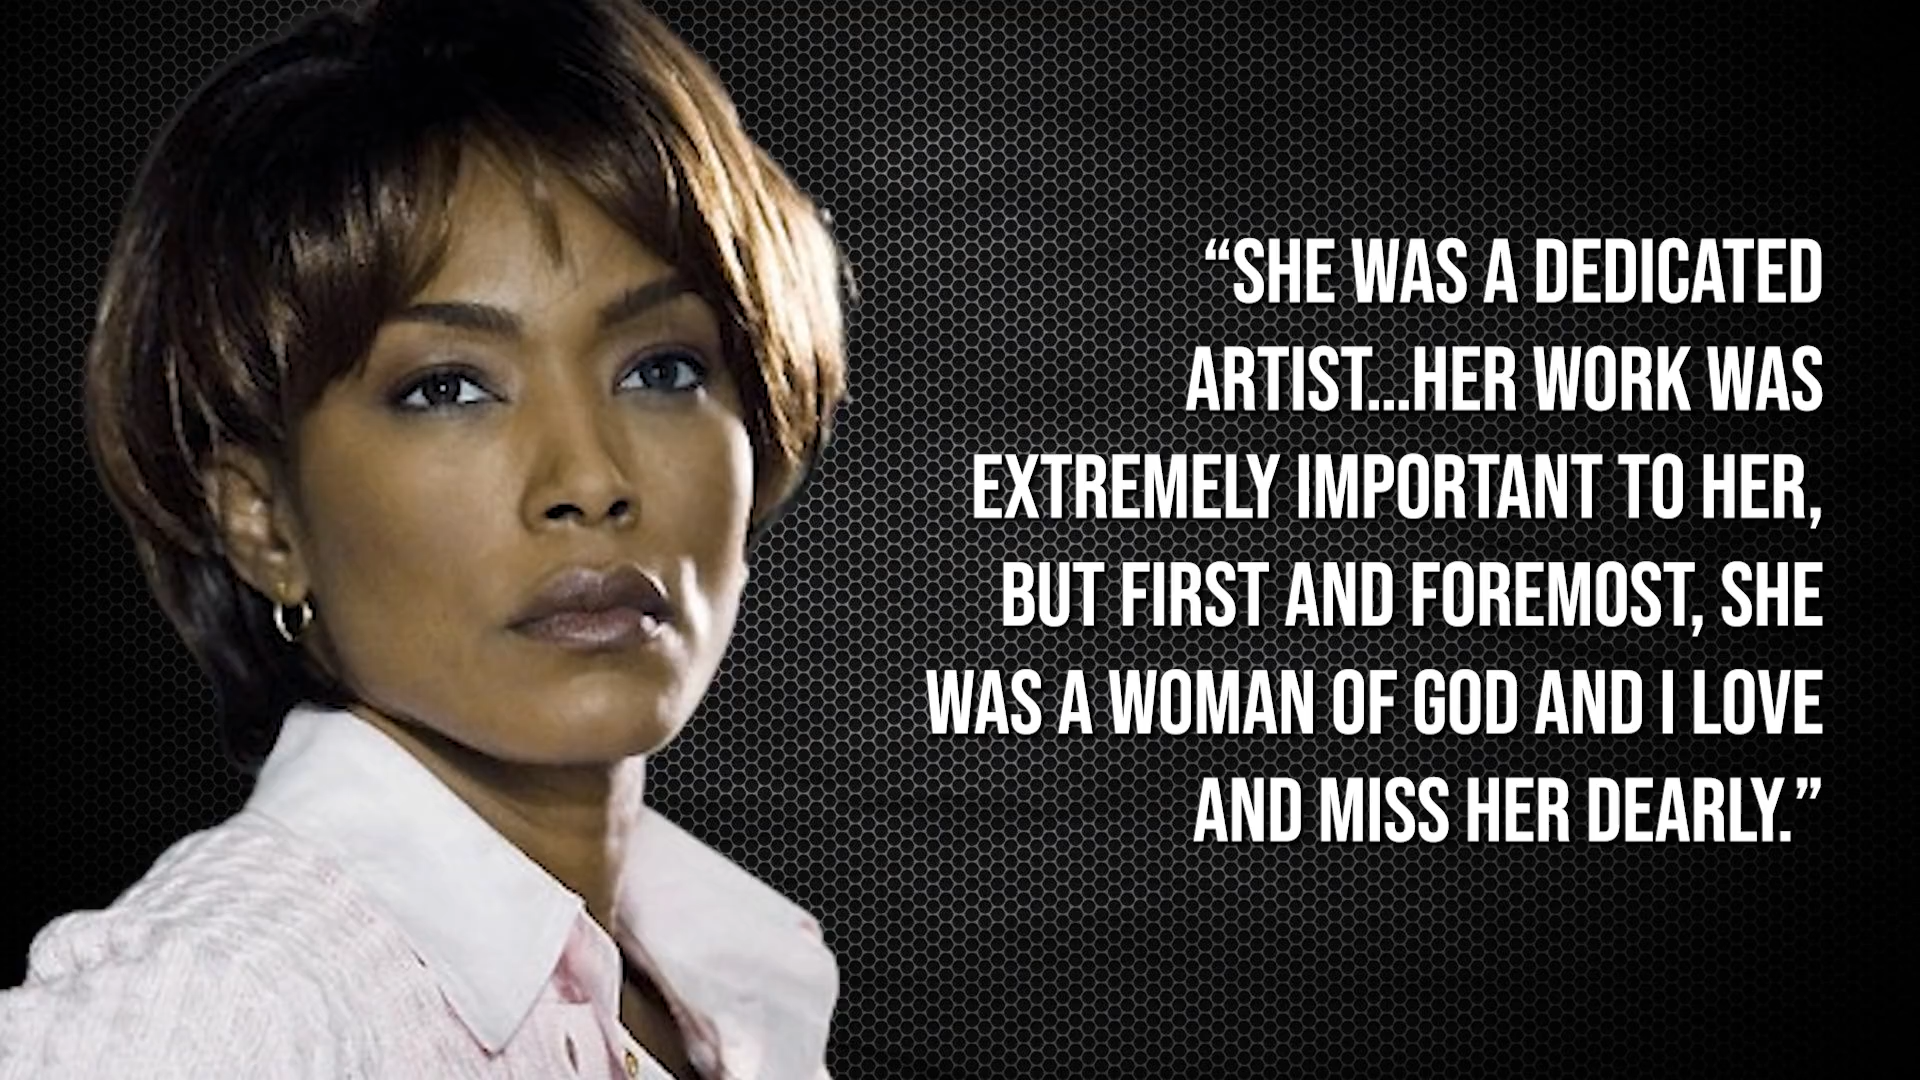 “SHE WAS A DEDICATED
ARTIST...HER WORK WAS
EXTREMELY IMPORTANT TO HER,
BUT FIRST AND FOREMOST, SHE
WAS A WOMAN OF GOD AND I LOVE
AND MISS HER DEARLY.”